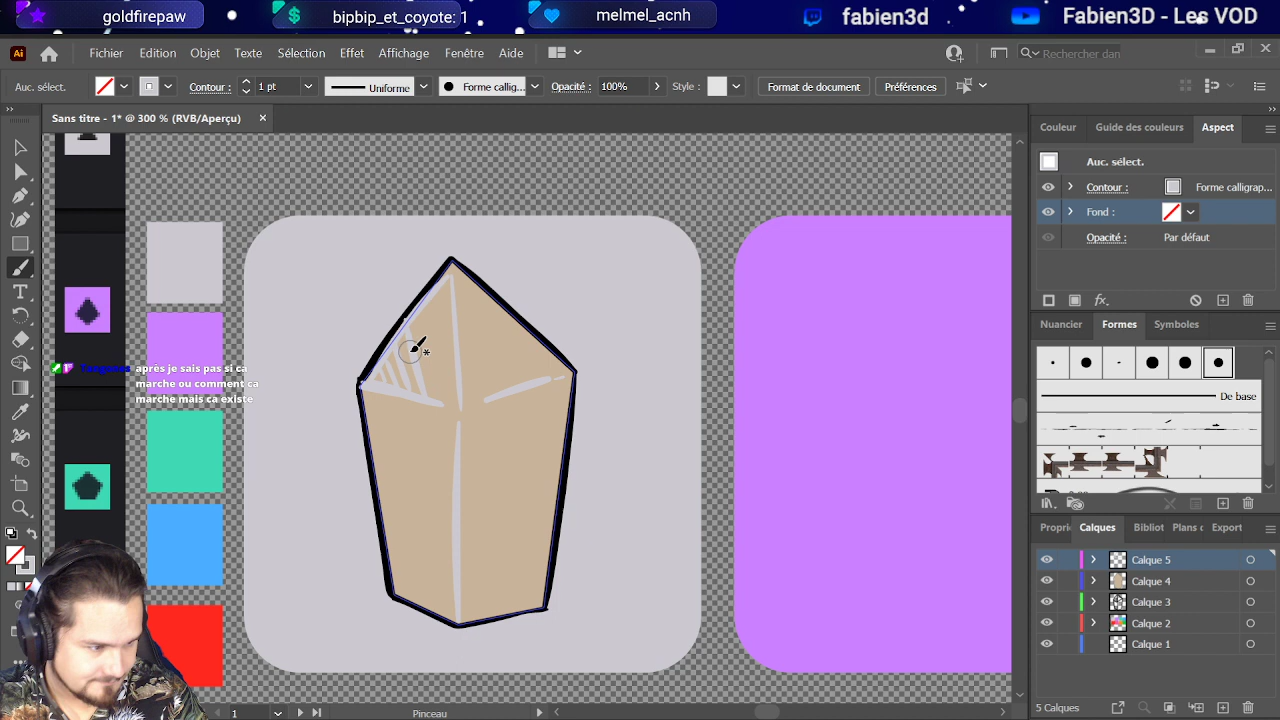 goldfirepaw
bipbip_et_coyote: 1
melmel_acnh
fabien3d
Fabien3D - Les VOD
Ai
Fichier Edition Objet Texte Sélection Effet Affichage Fenêtre Aide
Rechercher dan
Auc. sélect.
Contour :
1 pt
Uniforme
Forme callig...
Opacité :
100%
Style :
Format de document
Préférences
Sans titre - 1* @ 300 % (RVB/Aperçu)
Couleur Guide des couleurs Aspect
Auc. sélect.
Contour : Forme calligrap...
Fond :
Opacité : Par défaut
fx
Nuancier Formes Symboles
De base
après je sais pas si ca
marche ou comment ca
marche mais ca existe
Proprié Calques Bibliot Plans c Export
Calque 5
Calque 4
Calque 3
Calque 2
Calque 1
5 Calques
1
Pinceau